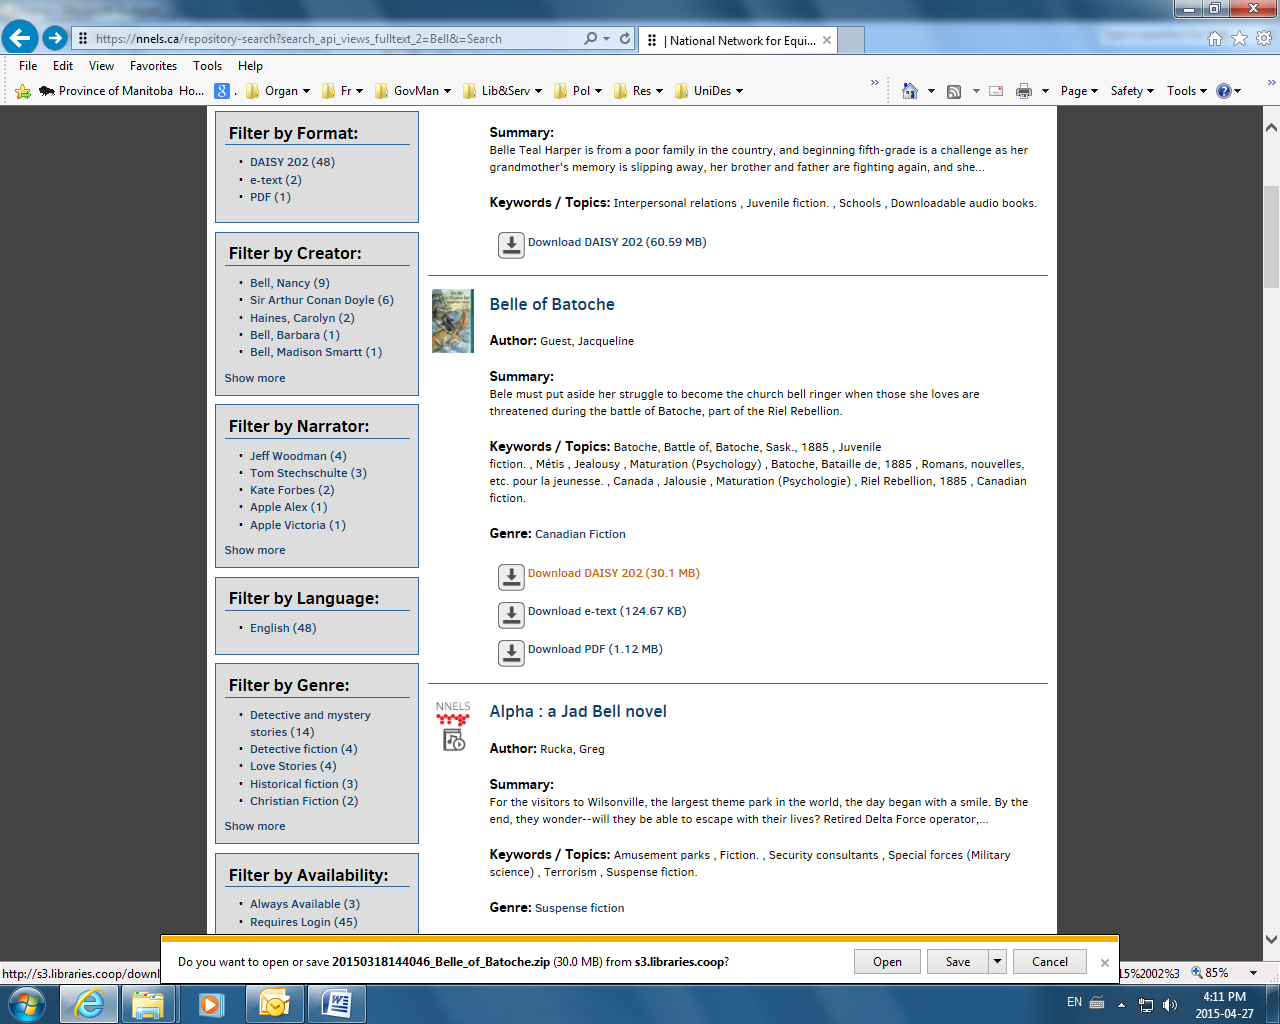 https://nnels.ca/repository-search?search_api_views_fulltext_2=Bell&=Search
| National Network for Equi...
File Edit View Favorites Tools Help
Province of Manitoba Ho... Organ Fr GovMan Lib&Serv Pol Res UniDes Page Safety Tools
Filter by Format:
DAISY 202 (48)
e-text (2)
PDF (1)
Filter by Creator:
Bell, Nancy (9)
Sir Arthur Conan Doyle (6)
Haines, Carolyn (2)
Bell, Barbara (1)
Bell, Madison Smartt (1)
Show more
Filter by Narrator:
Jeff Woodman (4)
Tom Stechschulte (3)
Kate Forbes (2)
Apple Alex (1)
Apple Victoria (1)
Show more
Filter by Language:
English (48)
Filter by Genre:
Detective and mystery
stories (14)
Detective fiction (4)
Love Stories (4)
Historical fiction (3)
Christian Fiction (2)
Show more
Filter by Availability:
Always Available (3)
Requires Login (45)
Summary:
Belle Teal Harper is from a poor family in the country, and beginning fifth-grade is a challenge as her
grandmother's memory is slipping away, her brother and father are fighting again, and she...
Keywords / Topics: Interpersonal relations , Juvenile fiction. , Schools , Downloadable audio books.
Download DAISY 202 (60.59 MB)
Belle of Batoche
Author: Guest, Jacqueline
Summary:
Bele must put aside her struggle to become the church bell ringer when those she loves are
threatened during the battle of Batoche, part of the Riel Rebellion.
Keywords / Topics: Batoche, Battle of, Batoche, Sask., 1885 , Juvenile
fiction. , Métis , Jealousy , Maturation (Psychology) , Batoche, Bataille de, 1885 , Romans, nouvelles,
etc. pour la jeunesse. , Canada , Jalousie , Maturation (Psychologie) , Riel Rebellion, 1885 , Canadian
fiction.
Genre: Canadian Fiction
Download DAISY 202 (30.1 MB)
Download e-text (124.67 KB)
Download PDF (1.12 MB)
NNELS
Alpha : a Jad Bell novel
Author: Rucka, Greg
Summary:
For the visitors to Wilsonville, the largest theme park in the world, the day began with a smile. By the
end, they wonder--will they be able to escape with their lives? Retired Delta Force operator,...
Keywords / Topics: Amusement parks , Fiction. , Security consultants , Special forces (Military
science) , Terrorism , Suspense fiction.
Genre: Suspense fiction
Do you want to open or save 20150318144046_Belle_of_Batoche.zip (30.0 MB) from s3.libraries.coop? Open Save Cancel
http://s3.libraries.coop/downl 15%2002%3 85%
EN 4:11 PM
2015-04-27